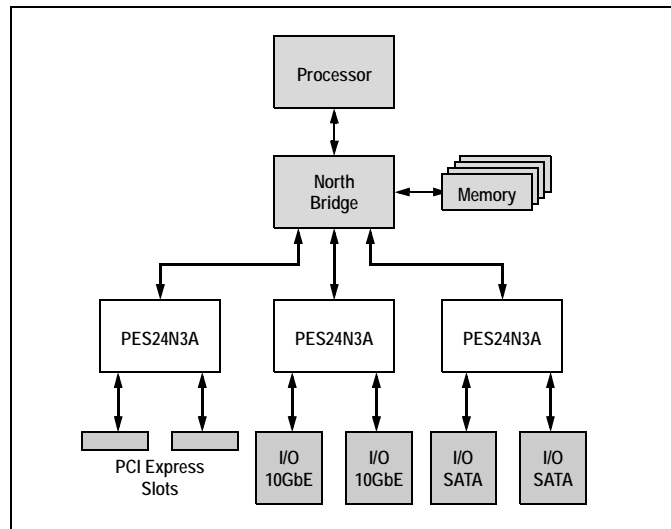 Processor
North
Bridge
Memory
PES24N3A
PES24N3A
PES24N3A
PCI Express
Slots
I/O
10GbE
I/O
10GbE
I/O
SATA
I/O
SATA